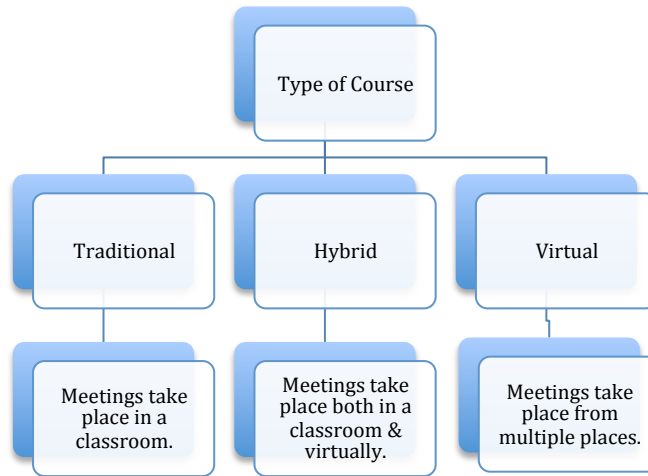 Type of Course
Traditional
Hybrid
Virtual
Meetings take
place in a
classroom.
Meetings take
place both in a
classroom &
virtually.
Meetings take
place from
multiple places.